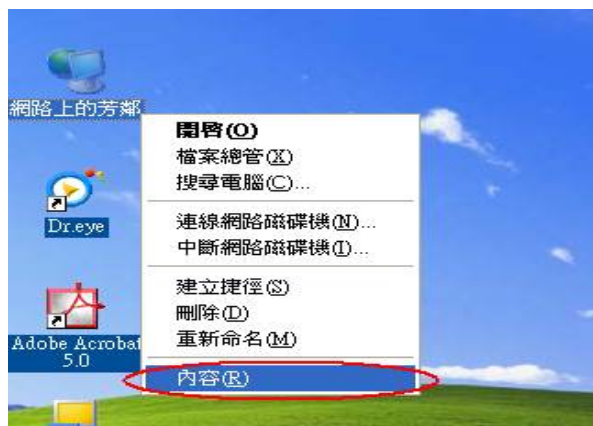 網路上的芳鄰
開啓(O)
檔案總管(X)
搜尋電腦(C)...
Dr.eye
連線網路磁碟機(N)...
中斷網路磁碟機(I)...
建立捷徑(S)
刪除(D)
重新命名(M)
Adobe Acrobat
5.0
內容(R)